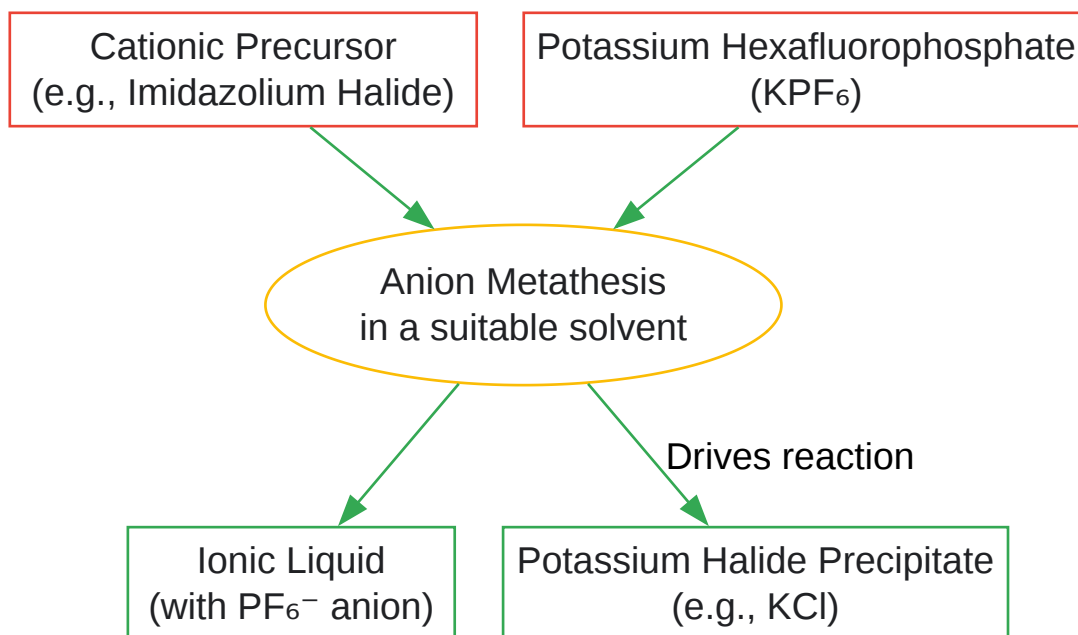 Cationic Precursor
(e.g., Imidazolium Halide)
Potassium Hexafluorophosphate
(KPF₆)
Anion Metathesis
in a suitable solvent
Drives reaction
Ionic Liquid
(with PF₆⁻ anion)
Potassium Halide Precipitate
(e.g., KCl)